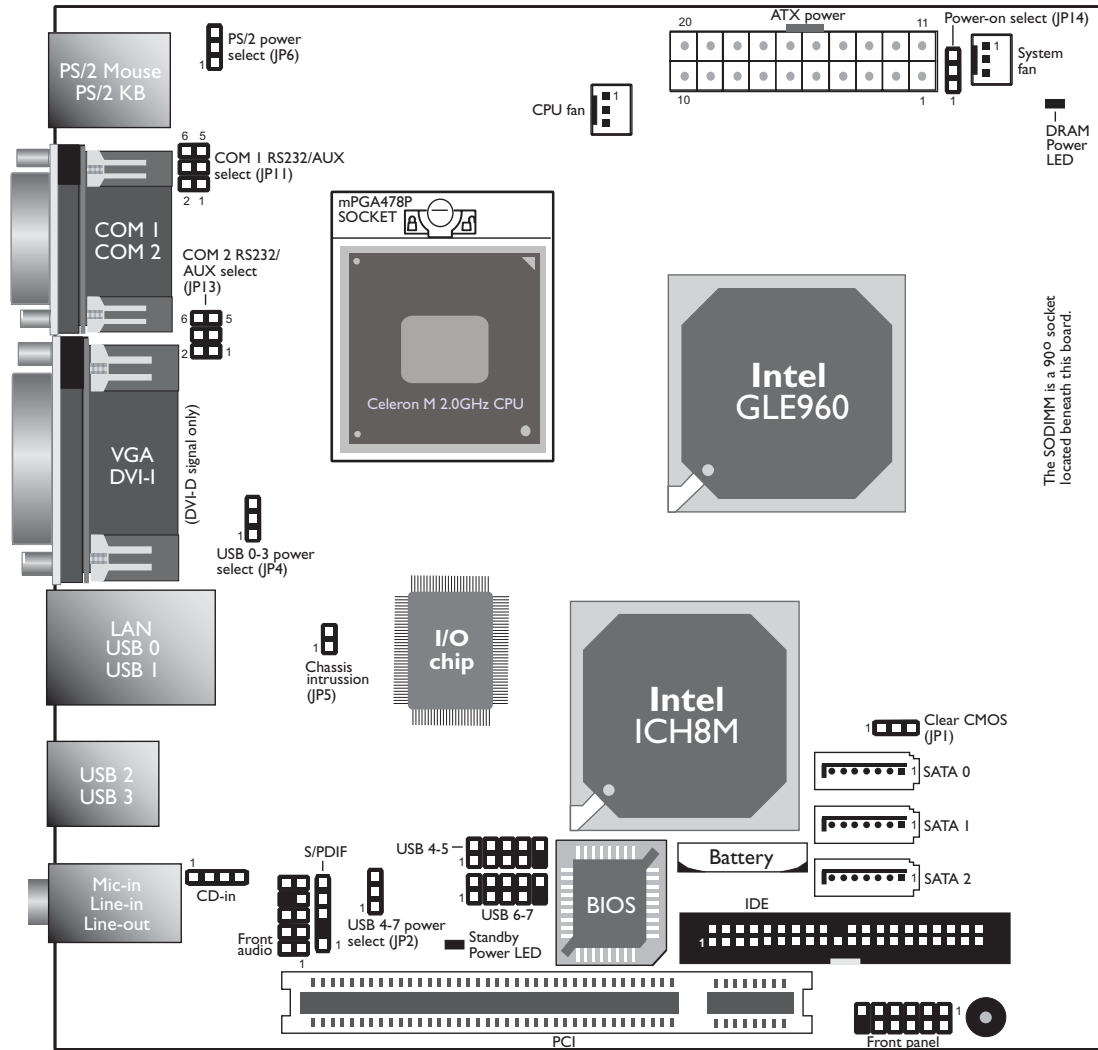 20
ATX power
11
10
1
Power-on select (JP14)
1
1
System
fan
DRAM
Power
LED
PS/2 power
select (JP6)
1
PS/2 Mouse
PS/2 KB
CPU fan
1
6 5
COM 1 RS232/AUX
select (JP11)
2 1
COM 1
COM 2
COM 2 RS232/
AUX select
(JP13)
6 5
2 1
mPGA478P
SOCKET
Celeron M 2.0GHz CPU
Intel
GLE960
The SODIMM is a 90° socket
located beneath this board.
VGA
DVI-I
(DVI-D signal only)
1
USB 0-3 power
select (JP4)
LAN
USB 0
USB 1
1
Chassis
intrussion
(JP5)
I/O
chip
Intel
ICH8M
1
Clear CMOS
(JP1)
1
SATA 0
1
SATA 1
1
SATA 2
USB 2
USB 3
USB 4-5
1
1
USB 6-7
S/PDIF
1
Battery
BIOS
IDE
1
Mic-in
Line-in
Line-out
1
CD-in
Front
audio
1
1
USB 4-7 power
select (JP2)
Standby
Power LED
PCI
1
Front panel